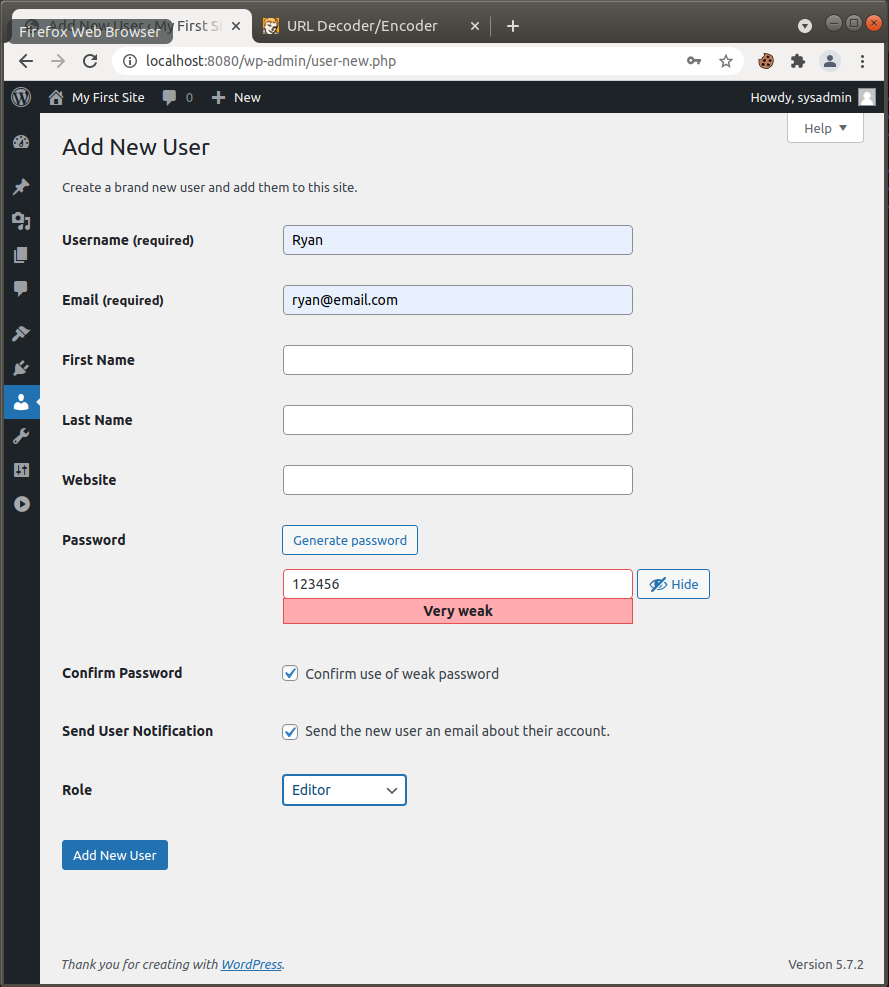 Add New User ‹ My First Si
Firefox Web Browser
URL Decoder/Encoder
localhost:8080/wp-admin/user-new.php
My First Site 0 New Howdy, sysadmin
Help
Add New User
Create a brand new user and add them to this site.
Username (required) Ryan
Email (required) ryan@email.com
First Name
Last Name
Website
Password Generate password
123456 Hide
Very weak
Confirm Password Confirm use of weak password
Send User Notification Send the new user an email about their account.
Role Editor
Add New User
Thank you for creating with WordPress. Version 5.7.2